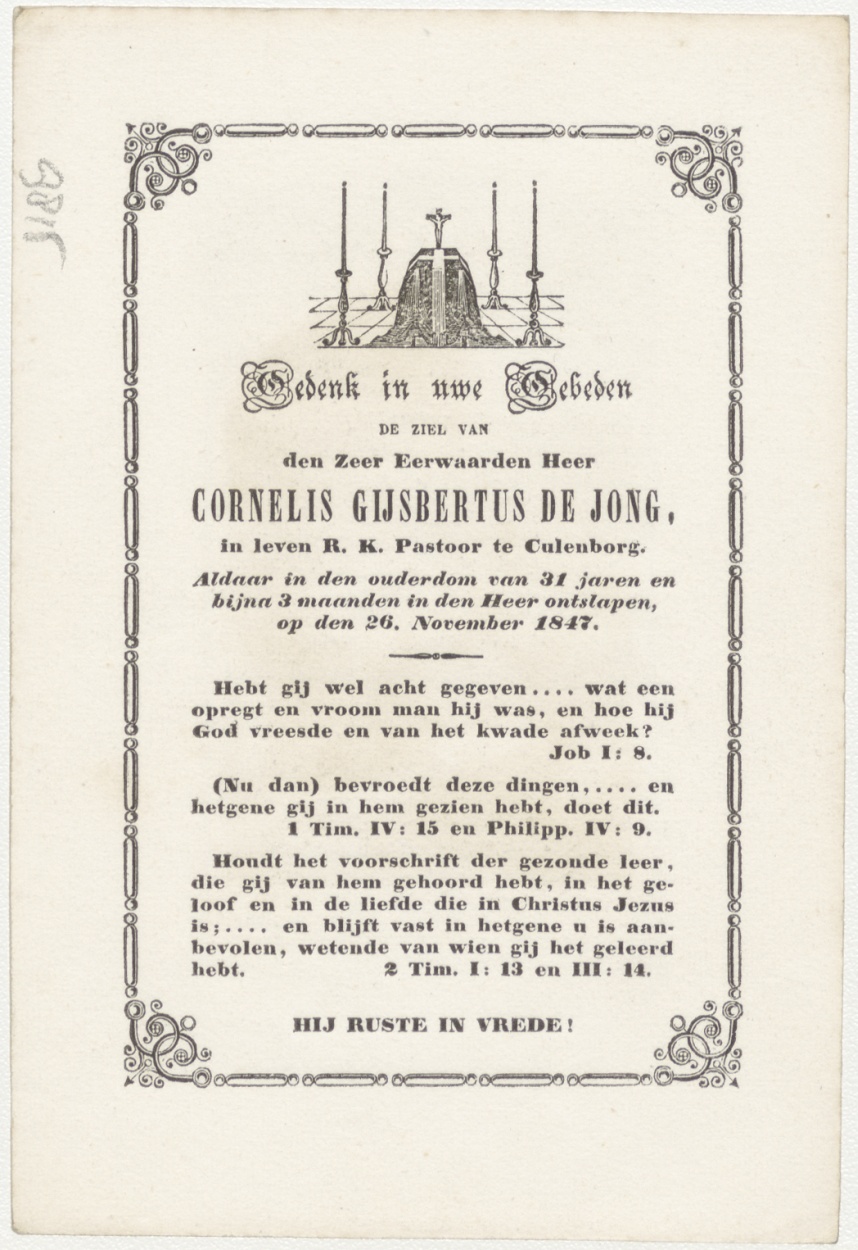 Gedenk in uwe Gebeden
DE ZIEL VAN
den Zeer Eerwaarden Heer
CORNELIS GIJSBERTUS DE JONG,
in leven R. K. Pastoor te Culenborg.
Aldaar in den ouderdom van 31 jaren en
bijna 3 maanden in den Heer ontslapen,
op den 26. November 1847.
Hebt gij wel acht gegeven.... wat een
opregt en vroom man hij was, en hoe hij
God vreesde en van het kwade afweek?
Job I: 8.
(Nu dan) bevroedt deze dingen,.... en
hetgene gij in hem gezien hebt, doet dit.
1 Tim. IV: 15 en Philipp. IV: 9.
Houdt het voorschrift der gezonde leer,
die gij van hem gehoord hebt, in het ge-
loof en in de liefde die in Christus Jezus
is;.... en blijft vast in hetgene u is aan-
bevolen, wetende van wien gij het geleerd
hebt. 2 Tim. I: 13 en III: 14.
HIJ RUSTE IN VREDE!